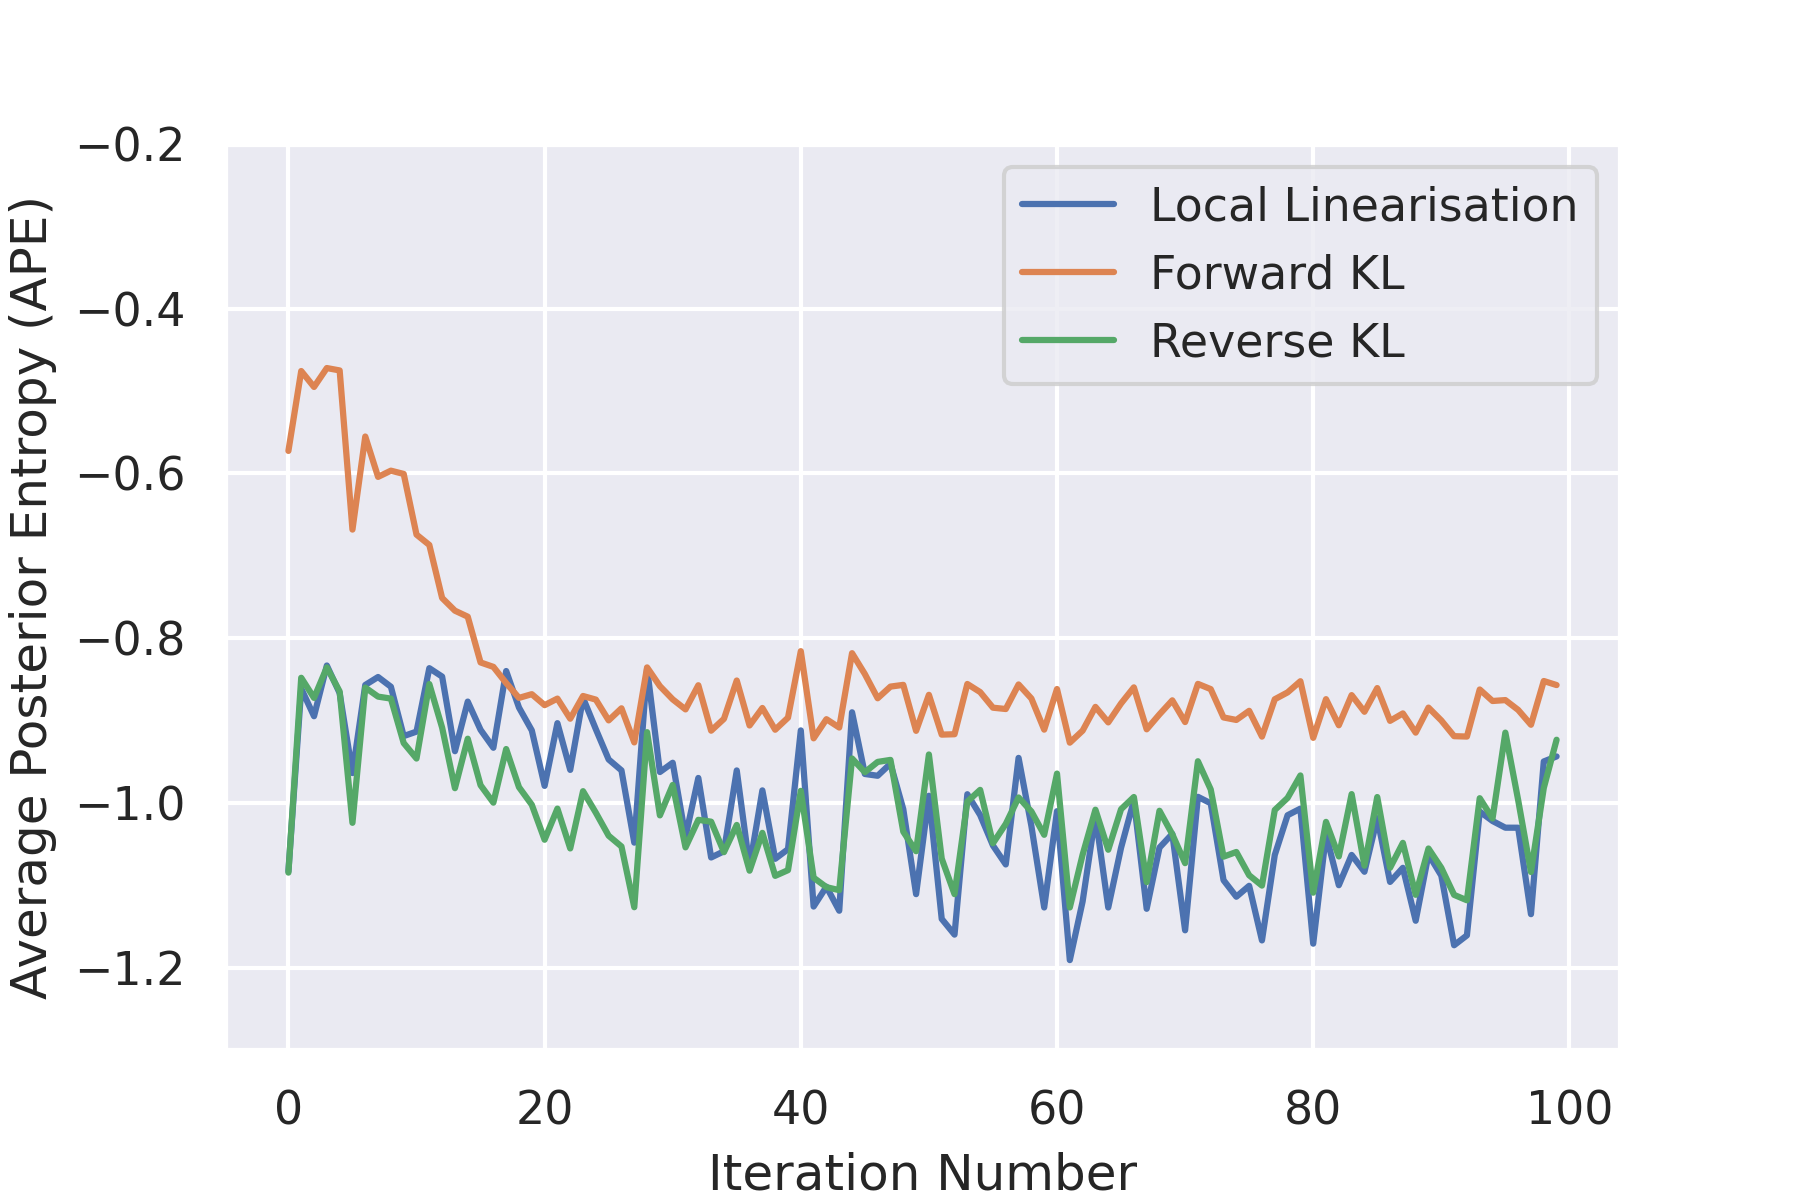 −0.2
−0.4
−0.6
−0.8
−1.0
−1.2
Average Posterior Entropy (APE)
Local Linearisation
Forward KL
Reverse KL
0 20 40 60 80 100
Iteration Number